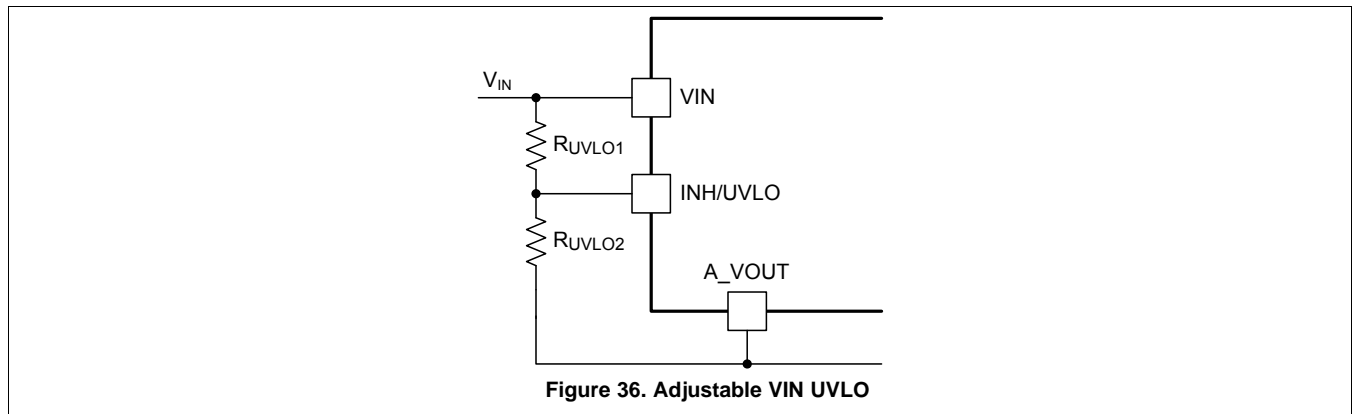 VIN
VIN
RUVLO1
INH/UVLO
RUVLO2
A_VOUT
Figure 36. Adjustable VIN UVLO